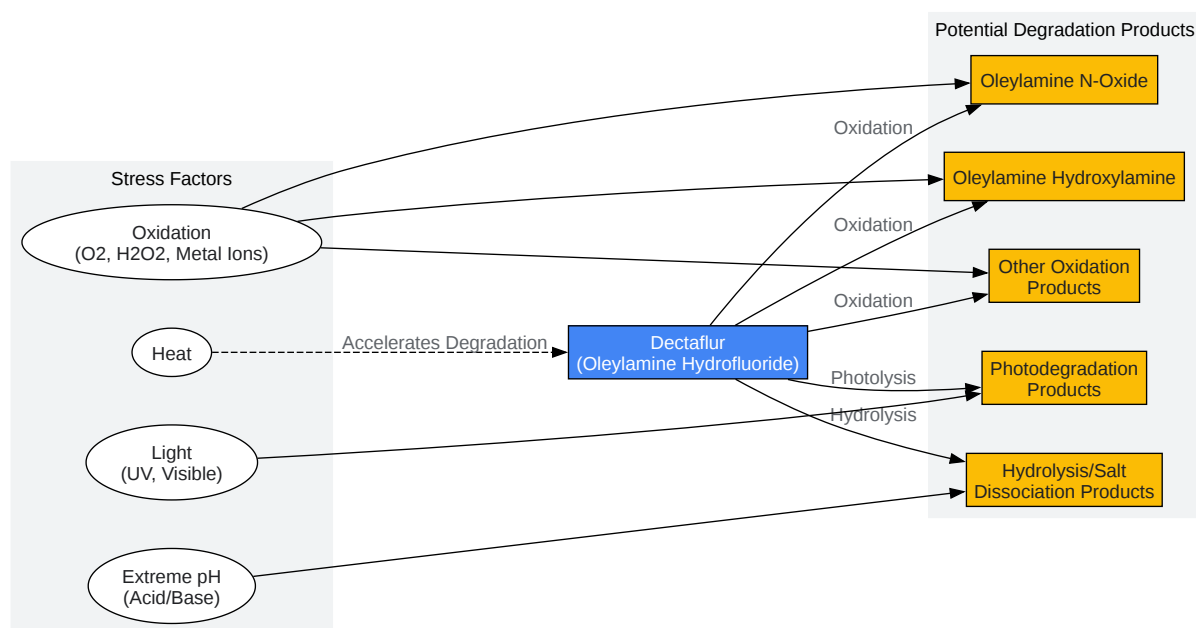 Potential Degradation Products
Oleylamine N-Oxide
Oxidation
Stress Factors
Oleylamine Hydroxylamine
Oxidation
(O2, H2O2, Metal Ions)
Oxidation
Other Oxidation
Products
Oxidation
Heat
Accelerates Degradation
Dectaflur
(Oleylamine Hydrofluoride)
Photolysis
Photodegradation
Products
Hydrolysis
Light
(UV, Visible)
Hydrolysis/Salt
Dissociation Products
Extreme pH
(Acid/Base)